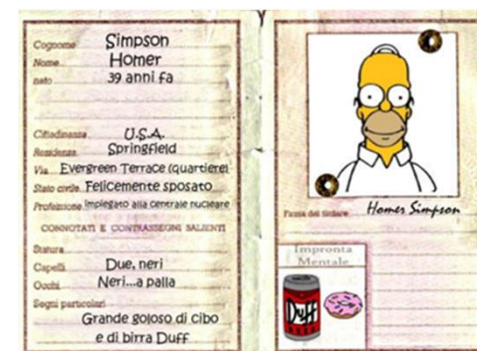 Cognome Simpson
Nome Homer
nato 39 anni fa
Cittadinanza U.S.A.
Residenza Springfield
Via Evergreen Terrace (quartiere)
Stato civile Felicemente sposato
Professione impiegato alla centrale nucleare
CONNOTATI E CONTRASSEGNI SALIENTI
Statura
Capelli Due, neri
Occhi Neri...a palla
Segni particolari
Grande goloso di cibo
e di birra Duff
Firma del titolare Homer Simpson
Impronta
Mentale
Duff